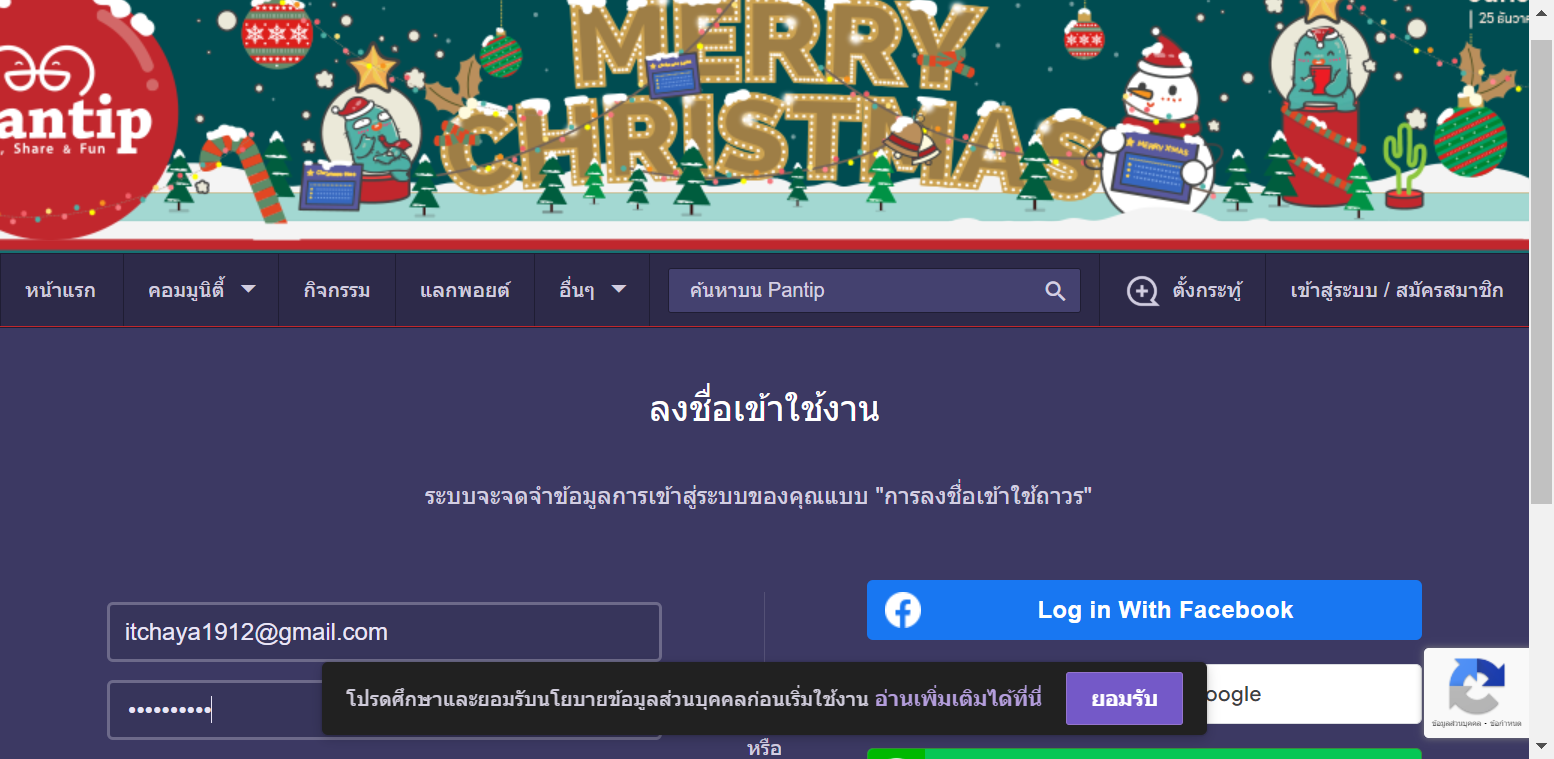 MERRY
CHRISTMAS
25 ธันวา
antip
, Share & Fun
MERRY XMAS
หน้าแรก
คอมมูนิตี้
กิจกรรม
แลกพอยต์
อื่นๆ
ค้นหาบน Pantip
ตั้งกระทู้
เข้าสู่ระบบ / สมัครสมาชิก
ลงชื่อเข้าใช้งาน
ระบบจะจดจำข้อมูลการเข้าสู่ระบบของคุณแบบ "การลงชื่อเข้าใช้ถาวร"
itchaya1912@gmail.com
••••••••••
หรือ
Log in With Facebook
oogle
โปรดศึกษาและยอมรับนโยบายข้อมูลส่วนบุคคลก่อนเริ่มใช้งาน อ่านเพิ่มเติมได้ที่นี่
ยอมรับ
ข้อมูลส่วนบุคคล - ข้อกำหนด